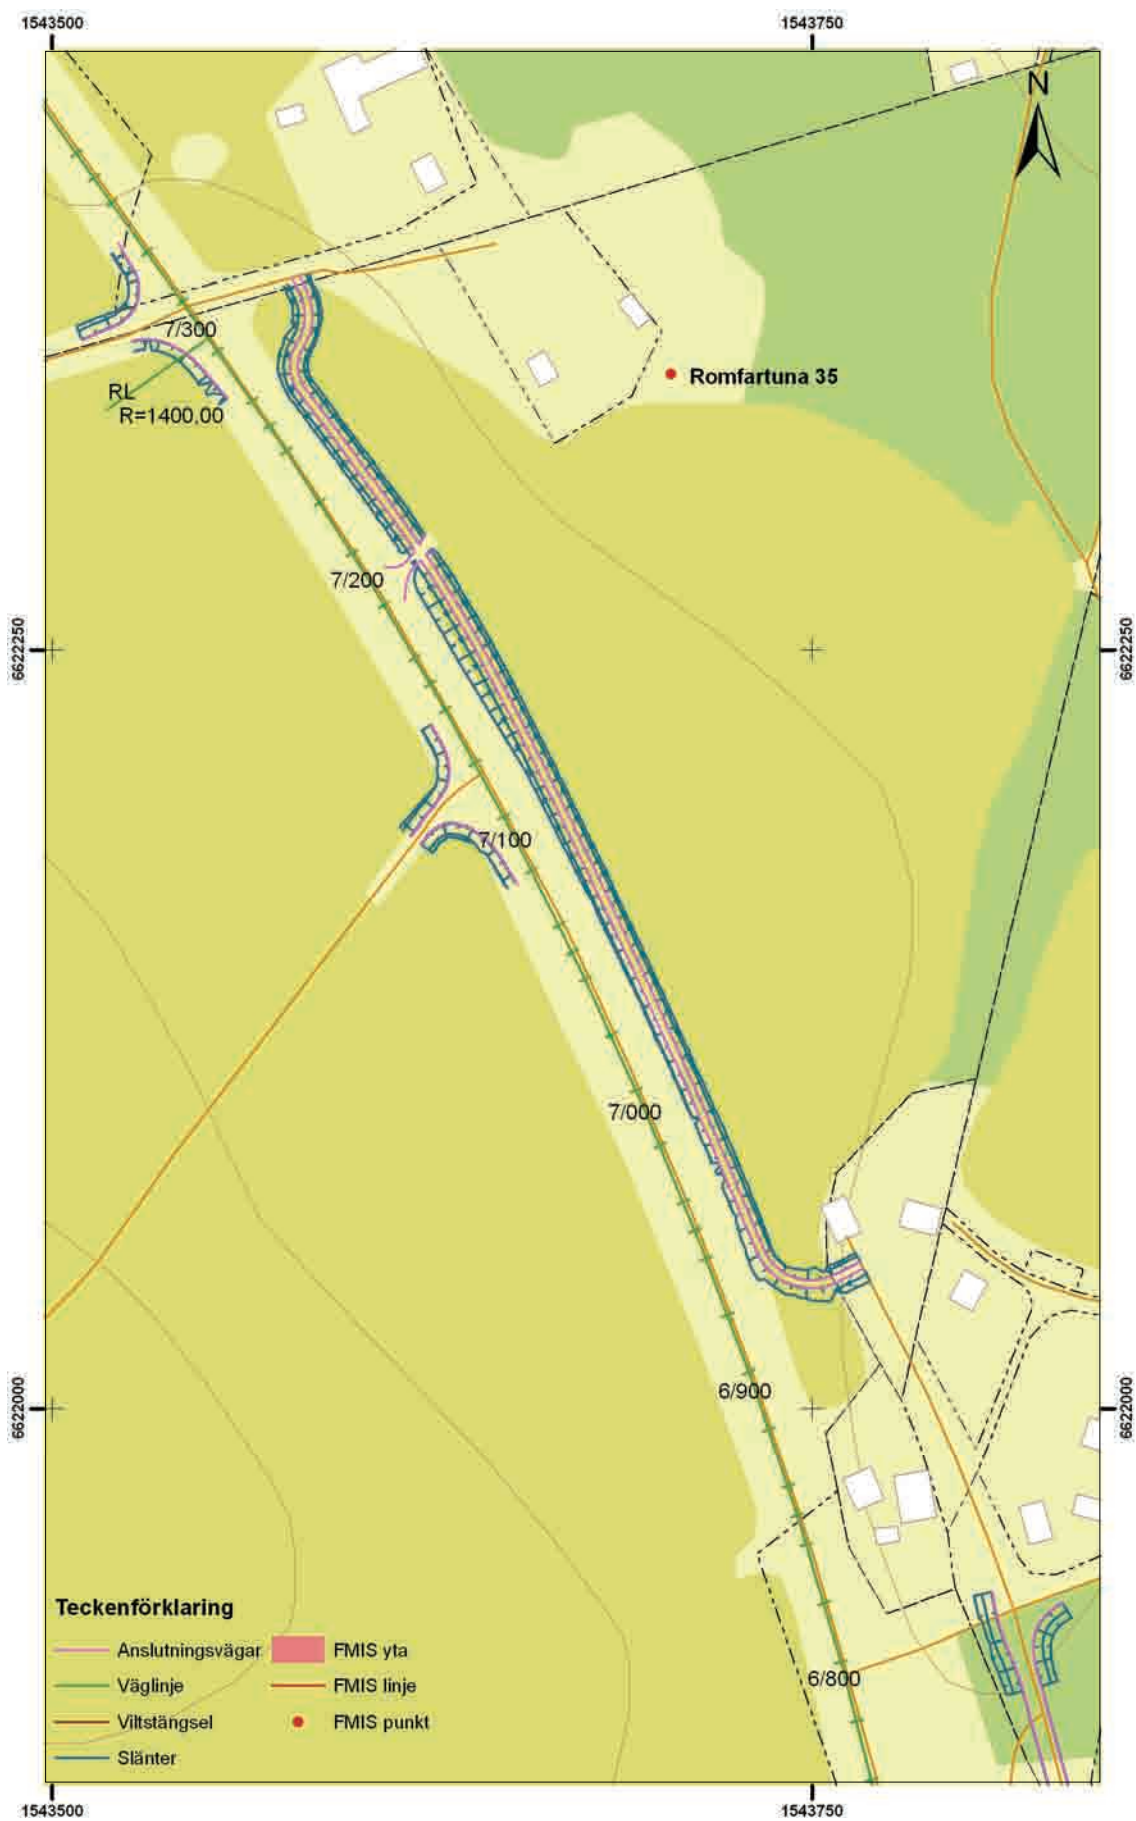 1543500
1543750
N
7/300
RL
R=1400,00
Romfartuna 35
7/200
6622250
6622250
7/100
7/000
6/900
6622000
6622000
Teckenförklaring
Anslutningsvägar
FMIS yta
Väglinje
FMIS linje
6/800
Viltstängsel
FMIS punkt
Slänter
1543500
1543750